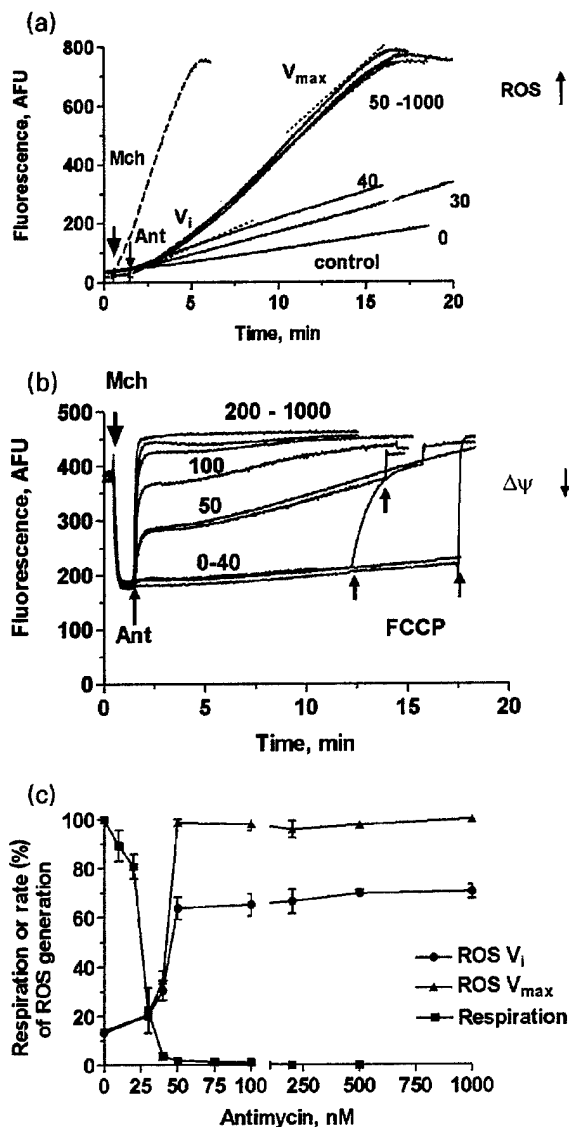 (a)
Fluorescence, AFU
800
600
400
200
0
Mch
Ant
Vi
Vmax
50 -1000
40
30
0
control
ROS ↑
0 5 10 15 20
Time, min
(b)
Mch
Fluorescence, AFU
500
400
300
200
100
0
200 - 1000
100
50
0-40
Ant
FCCP
Δψ ↓
0 5 10 15 20
Time, min
(c)
Respiration or rate (%)
of ROS generation
100
80
60
40
20
0
ROS Vi
ROS Vmax
Respiration
0 25 50 75 100 250 500 750 1000
Antimycin, nM